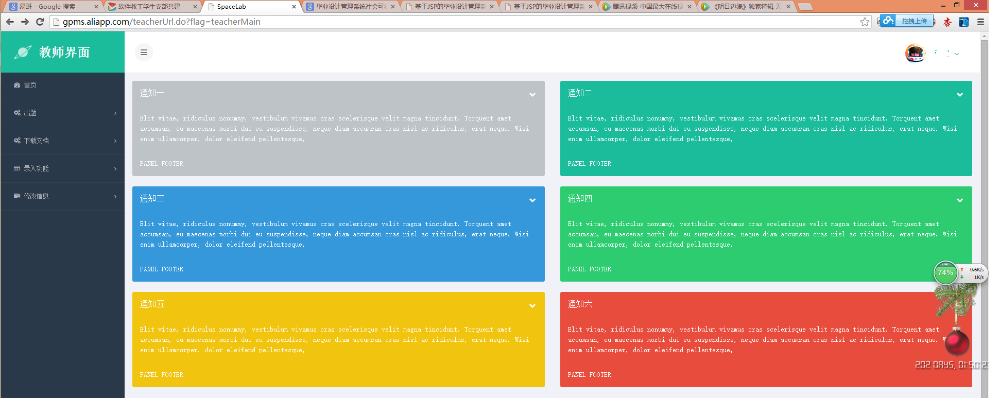 易班 - Google 搜索
软件教工学生支部共建 -
SpaceLab
毕业设计管理系统社会可行
基于JSP的毕业设计管理系
基于JSP的毕业设计管理系
腾讯视频-中国最大在线视
《明日边缘》独家特辑 无
gpms.aliapp.com/teacherUrl.do?flag=teacherMain
拖拽上传
教师界面
首页
出题
下载文档
录入功能
修改信息
通知一
Elit vitae, ridiculus nonummy, vestibulum vivamus cras scelerisque velit magna tincidunt. Torquent amet
accumsan, eu maecenas morbi dui eu suspendisse, neque diam accumsan cras nisl ac ridiculus, erat neque. Wisi
enim ullamcorper, dolor eleifend pellentesque,
PANEL FOOTER
通知二
Elit vitae, ridiculus nonummy, vestibulum vivamus cras scelerisque velit magna tincidunt. Torquent amet
accumsan, eu maecenas morbi dui eu suspendisse, neque diam accumsan cras nisl ac ridiculus, erat neque. Wisi
enim ullamcorper, dolor eleifend pellentesque,
PANEL FOOTER
通知三
Elit vitae, ridiculus nonummy, vestibulum vivamus cras scelerisque velit magna tincidunt. Torquent amet
accumsan, eu maecenas morbi dui eu suspendisse, neque diam accumsan cras nisl ac ridiculus, erat neque. Wisi
enim ullamcorper, dolor eleifend pellentesque,
PANEL FOOTER
通知四
Elit vitae, ridiculus nonummy, vestibulum vivamus cras scelerisque velit magna tincidunt. Torquent amet
accumsan, eu maecenas morbi dui eu suspendisse, neque diam accumsan cras nisl ac ridiculus, erat neque. Wisi
enim ullamcorper, dolor eleifend pellentesque,
PANEL FOOTER
74%
0.6K/s
1K/s
通知五
Elit vitae, ridiculus nonummy, vestibulum vivamus cras scelerisque velit magna tincidunt. Torquent amet
accumsan, eu maecenas morbi dui eu suspendisse, neque diam accumsan cras nisl ac ridiculus, erat neque. Wisi
enim ullamcorper, dolor eleifend pellentesque,
PANEL FOOTER
通知六
Elit vitae, ridiculus nonummy, vestibulum vivamus cras scelerisque velit magna tincidunt. Torquent amet
accumsan, eu maecenas morbi dui eu suspendisse, neque diam accumsan cras nisl ac ridiculus, erat neque.
enim ullamcorper, dolor eleifend pellentesque,
PANEL FOOTER
202 DAYS, 01:50:2